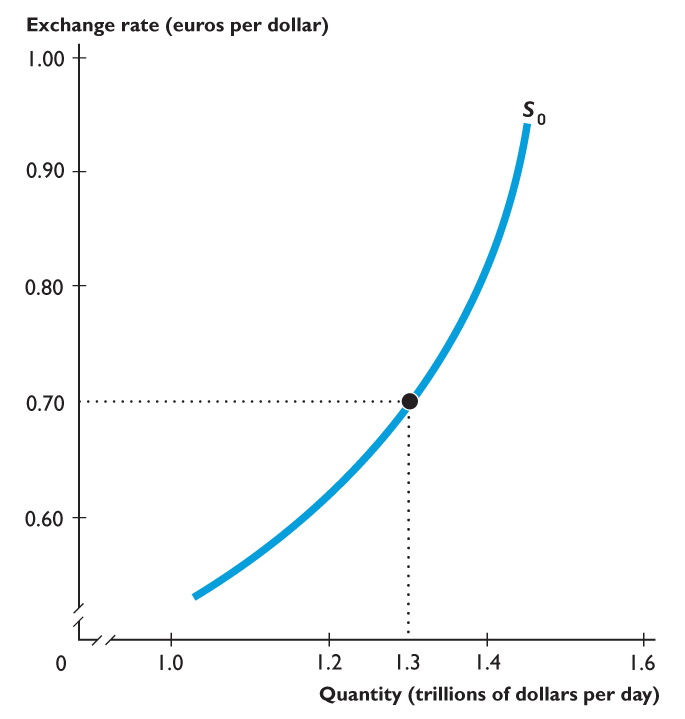 Exchange rate (euros per dollar)
1.00
S0
0.90
0.80
0.70
0.60
0 1.0 1.2 1.3 1.4 1.6
Quantity (trillions of dollars per day)